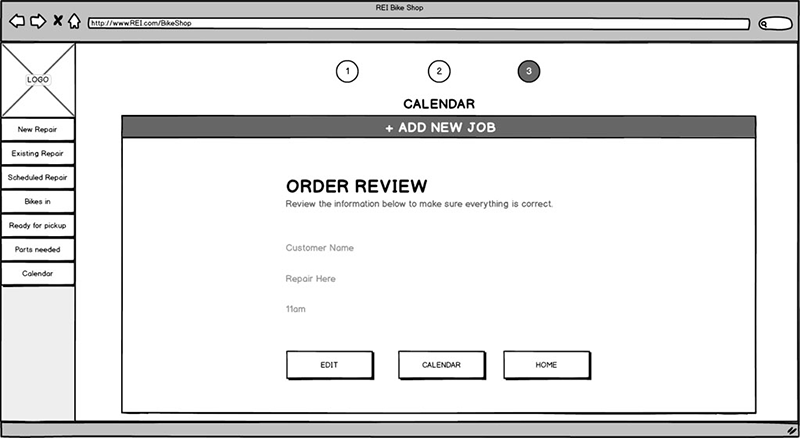 REI Bike Shop
http://www.REI.com/BikeShop
LOGO
New Repair
Existing Repair
Scheduled Repair
Bikes in
Ready for pickup
Parts needed
Calendar
1
2
3
CALENDAR
+ ADD NEW JOB
ORDER REVIEW
Review the information below to make sure everything is correct.
Customer Name
Repair Here
11am
EDIT
CALENDAR
HOME